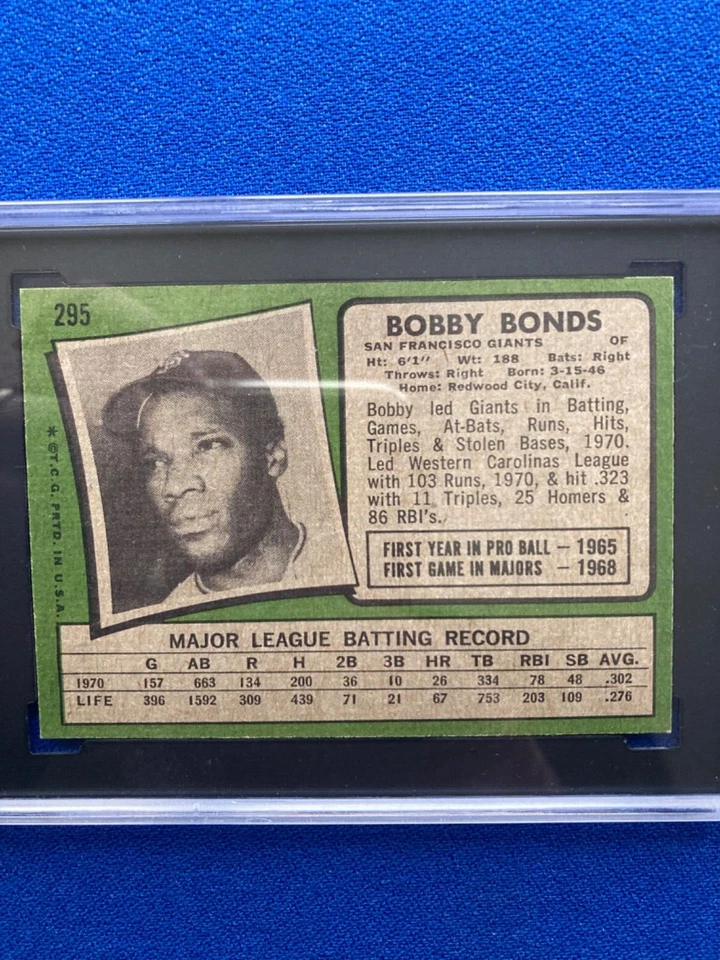 295
BOBBY BONDS
SAN FRANCISCO GIANTS OF
Ht: 6'1" Wt: 188 Bats: Right
Throws: Right Born: 3-15-46
Home: Redwood City, Calif.
Bobby led Giants in Batting,
Games, At-Bats, Runs, Hits,
Triples & Stolen Bases, 1970.
Led Western Carolinas League
with 103 Runs, 1970, & hit .323
with 11 Triples, 25 Homers &
86 RBI's.
FIRST YEAR IN PRO BALL – 1965
FIRST GAME IN MAJORS – 1968
* © T.C.G. PRTD. IN U.S.A.
MAJOR LEAGUE BATTING RECORD
G AB R H 2B 3B HR TB RBI SB AVG.
1970 157 663 134 200 36 10 26 334 78 48 .302
LIFE 396 1592 309 439 71 21 67 753 203 109 .276